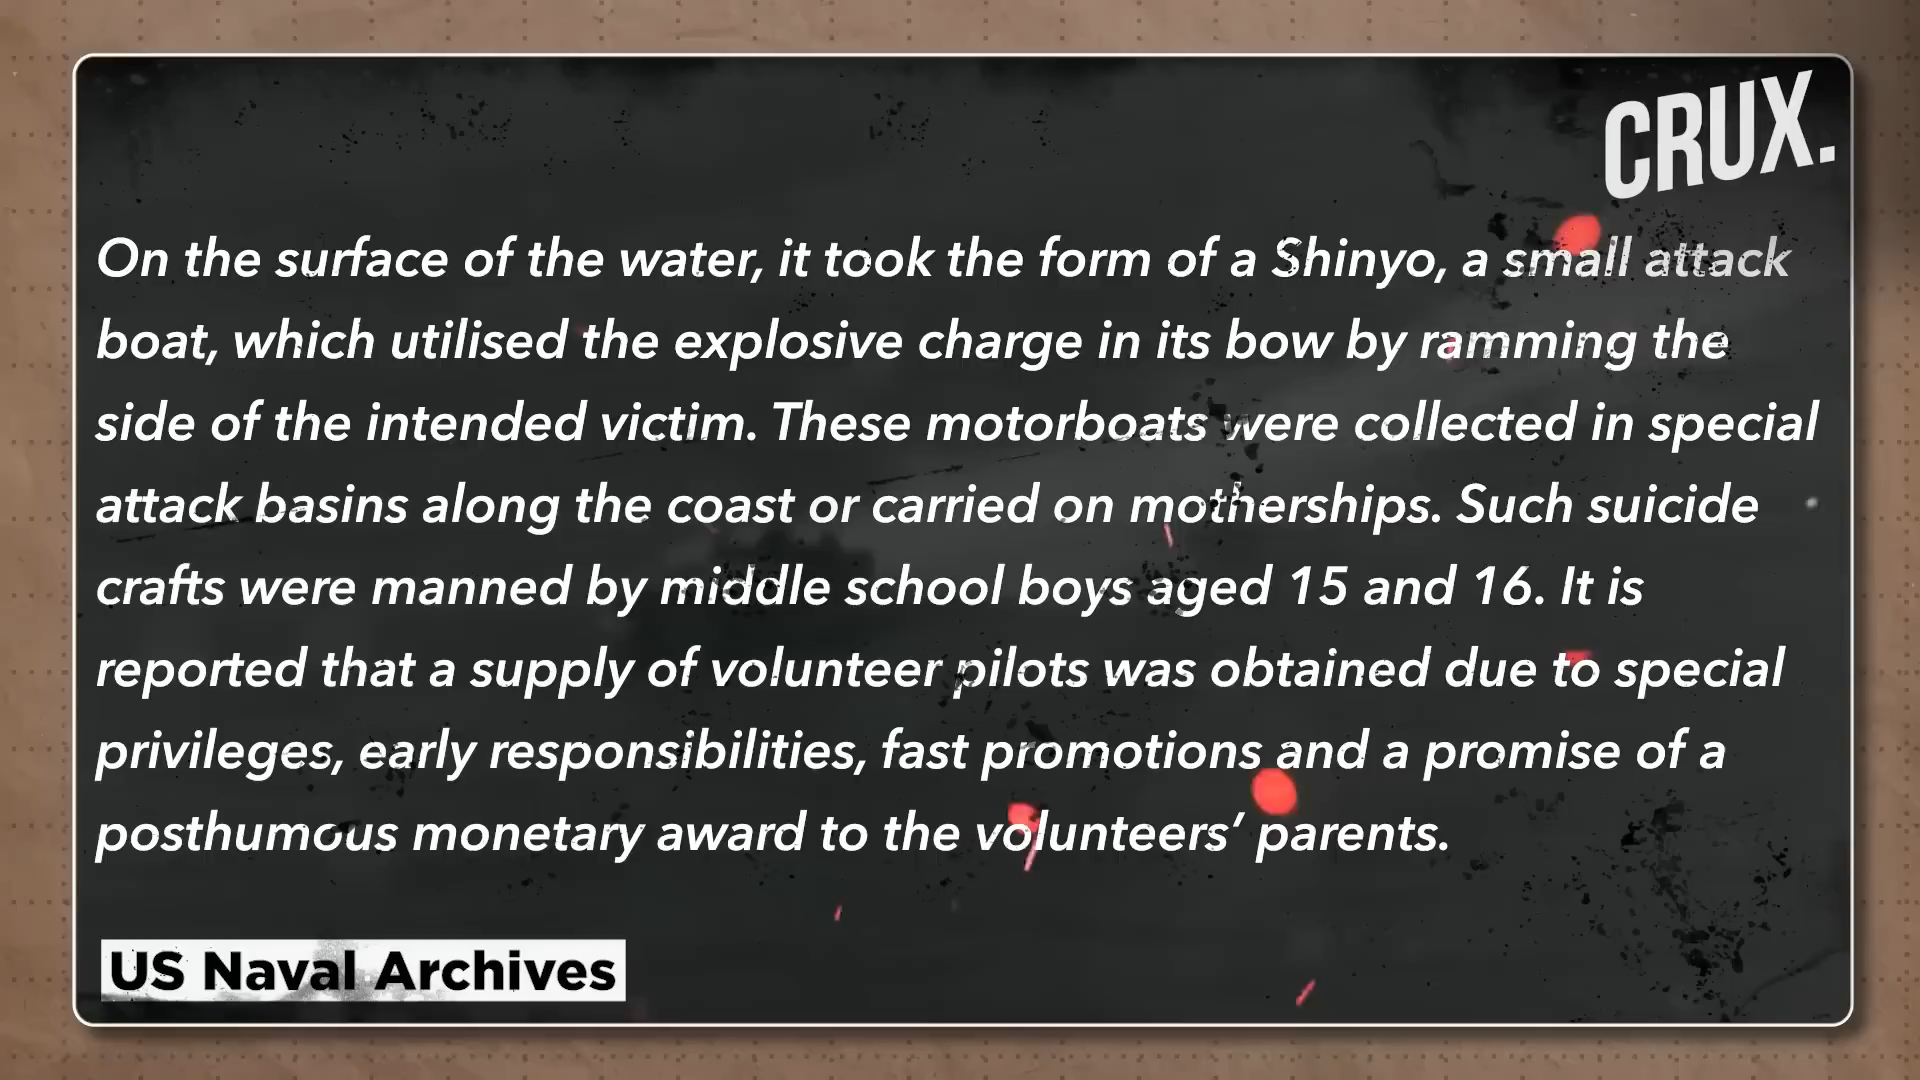 CRUX.
On the surface of the water, it took the form of a Shinyo, a small attack
boat, which utilised the explosive charge in its bow by ramming the
side of the intended victim. These motorboats were collected in special
attack basins along the coast or carried on motherships. Such suicide
crafts were manned by middle school boys aged 15 and 16. It is
reported that a supply of volunteer pilots was obtained due to special
privileges, early responsibilities, fast promotions and a promise of a
posthumous monetary award to the volunteers’ parents.
US Naval Archives